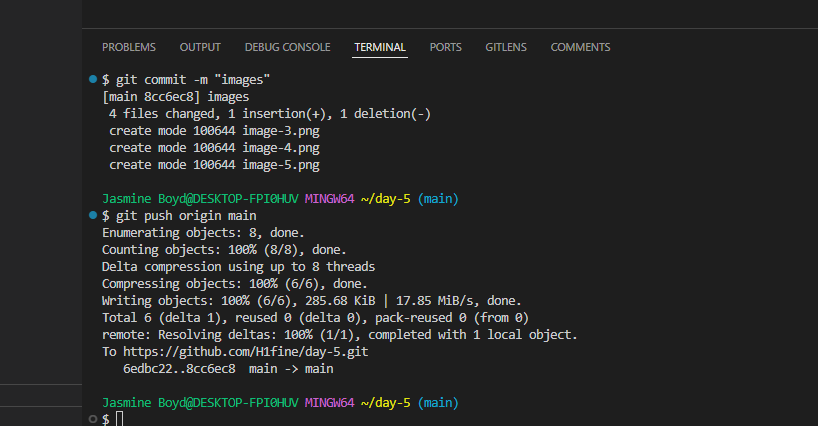 PROBLEMS OUTPUT DEBUG CONSOLE TERMINAL PORTS GITLENS COMMENTS
$ git commit -m "images"
[main 8cc6ec8] images
 4 files changed, 1 insertion(+), 1 deletion(-)
 create mode 100644 image-3.png
 create mode 100644 image-4.png
 create mode 100644 image-5.png
Jasmine Boyd@DESKTOP-FPI0HUV MINGW64 ~/day-5 (main)
$ git push origin main
Enumerating objects: 8, done.
Counting objects: 100% (8/8), done.
Delta compression using up to 8 threads
Compressing objects: 100% (6/6), done.
Writing objects: 100% (6/6), 285.68 KiB | 17.85 MiB/s, done.
Total 6 (delta 1), reused 0 (delta 0), pack-reused 0 (from 0)
remote: Resolving deltas: 100% (1/1), completed with 1 local object.
To https://github.com/H1fine/day-5.git
   6edbc22..8cc6ec8  main -> main
Jasmine Boyd@DESKTOP-FPI0HUV MINGW64 ~/day-5 (main)
$